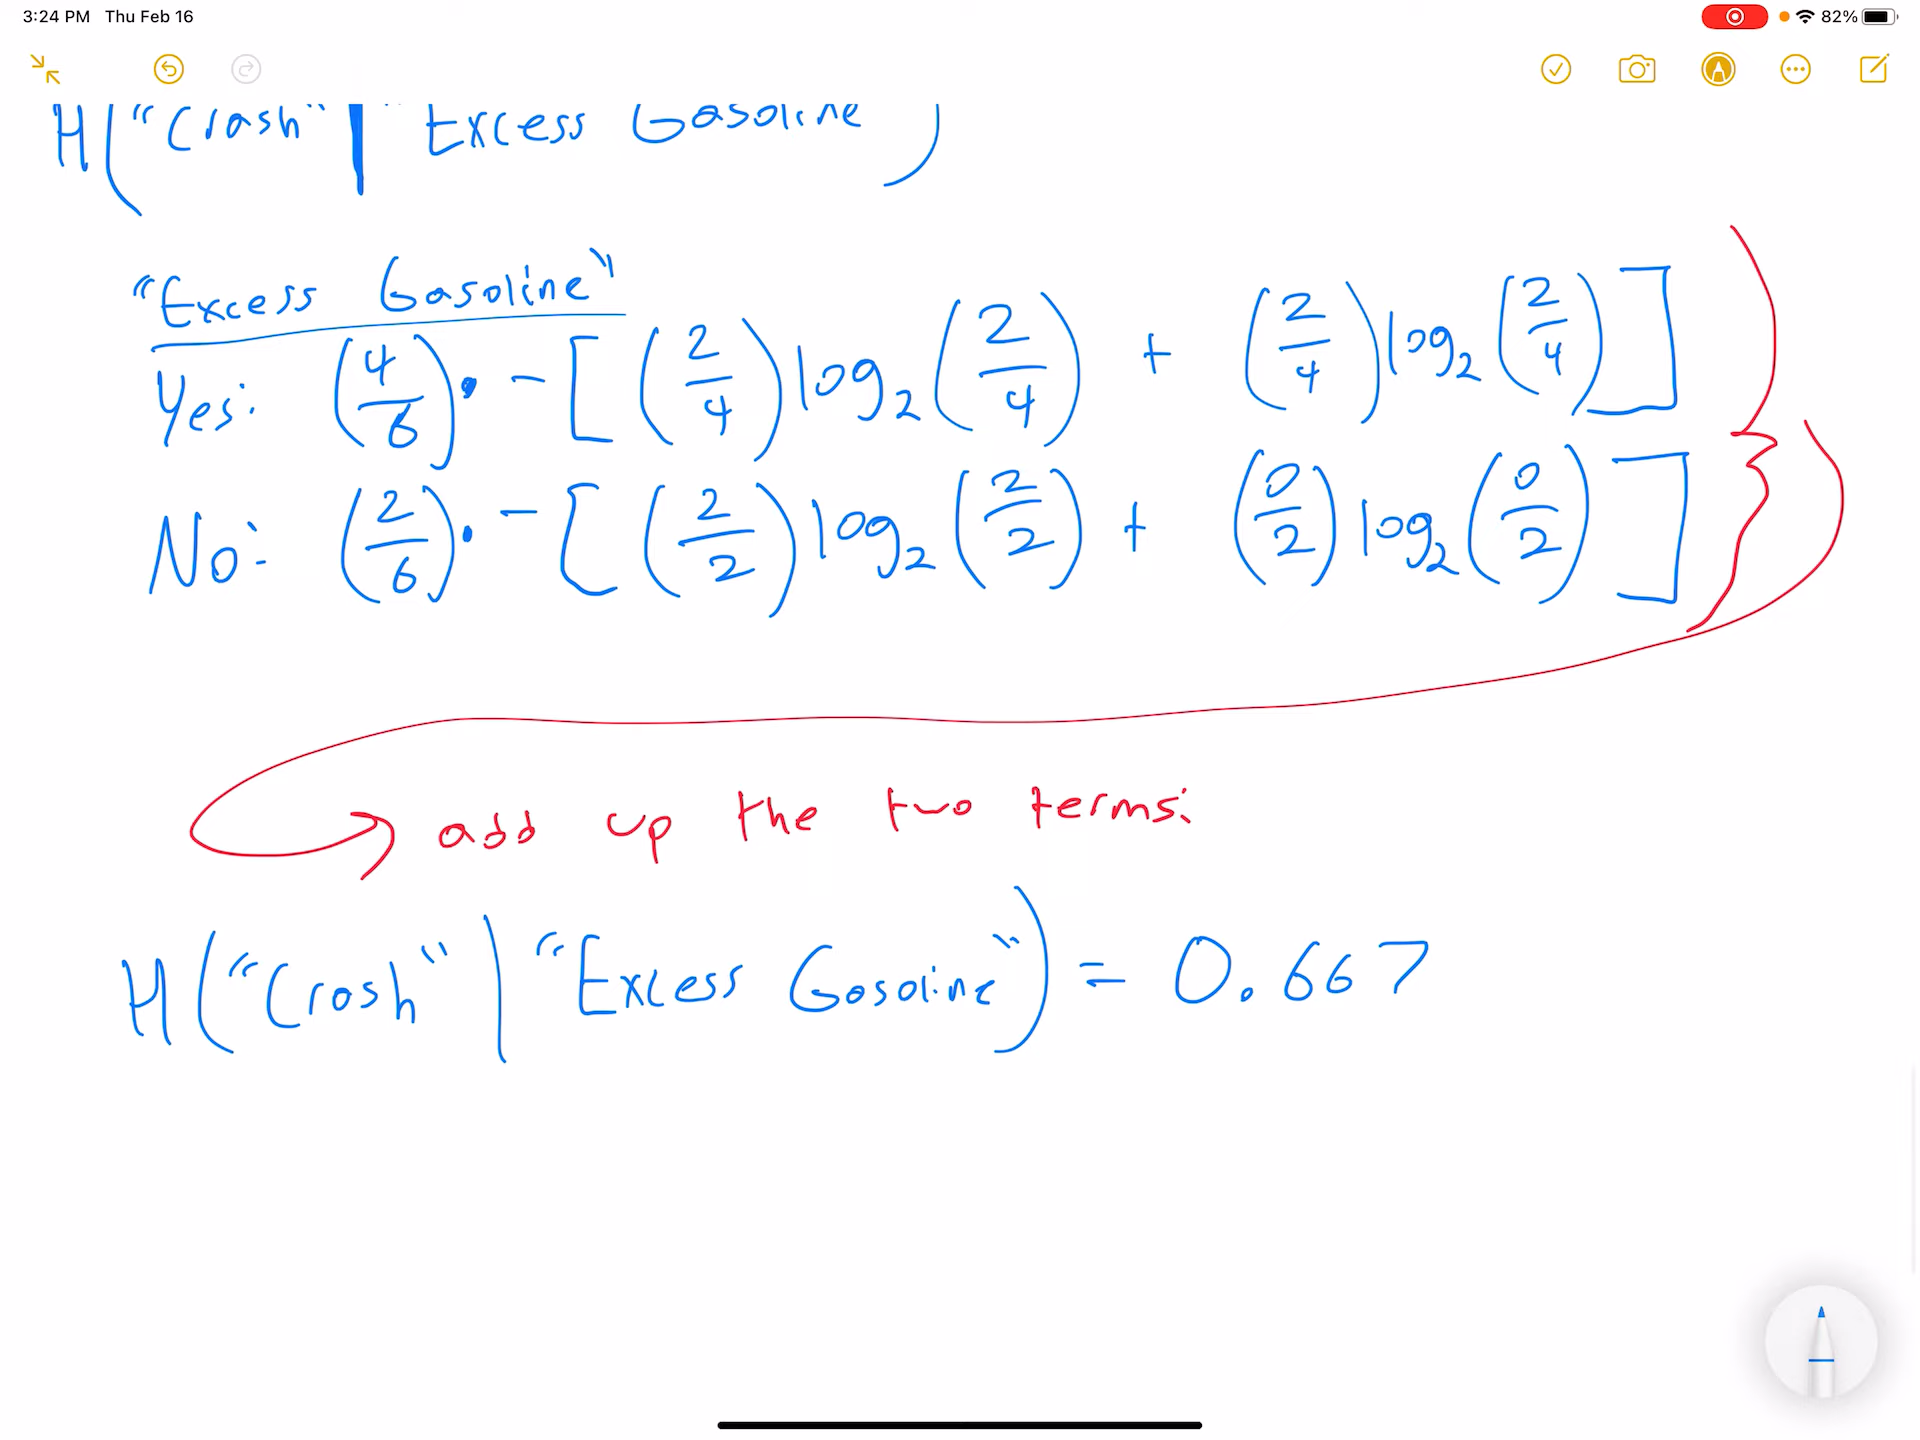 3:24 PM Thu Feb 16 82%
H("Crash" | "Excess Gasoline)
"Excess Gasoline"
Yes: (4/6) · - [(2/4) log₂ (2/4) + (2/4) log₂ (2/4)]
No: (2/6) · - [(2/2) log₂ (2/2) + (0/2) log₂ (0/2)]
add up the two terms:
H("Crash" | "Excess Gasoline") = 0.667